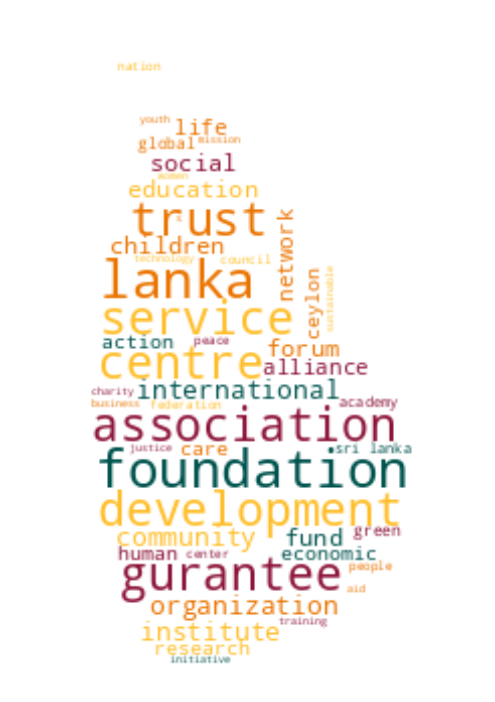 nation
youth
life
global
mission
social
women
education
trust
children
network
technology
council
lanka
ceylon
sustainable
service
action
peace
forum
centre
alliance
charity
international
business
federation
academy
association
justice
care
sri lanka
foundation
development
community
fund
green
human
center
economic
gurantee
people
aid
organization
training
institute
research
initiative